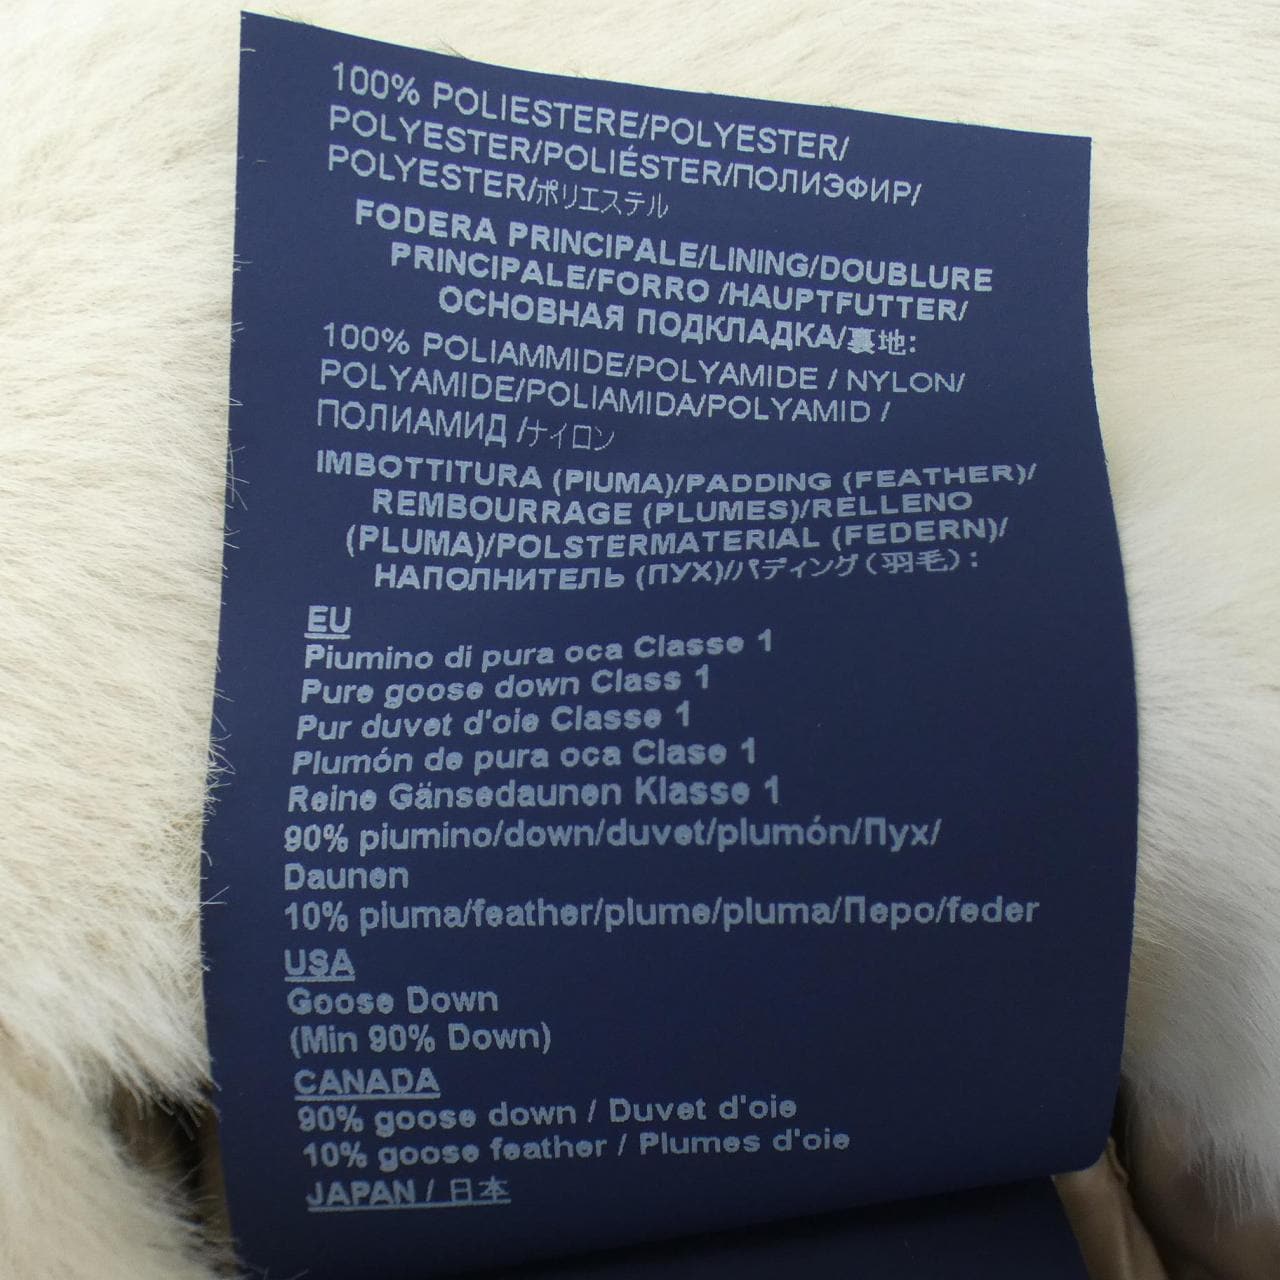 100% POLIESTERE/POLYESTER/
POLYESTER/POLIÉSTER/ПОЛИЭФИР/
POLYESTER/ポリエステル
FODERA PRINCIPALE/LINING/DOUBLURE
PRINCIPALE/FORRO /HAUPTFUTTER/
ОСНОВНАЯ ПОДКЛАДКА/裏地:
100% POLIAMMIDE/POLYAMIDE / NYLON/
POLYAMIDE/POLIAMIDA/POLYAMID /
ПОЛИАМИД /ナイロン
IMBOTTITURA (PIUMA)/PADDING (FEATHER)/
REMBOURRAGE (PLUMES)/RELLENO
(PLUMA)/POLSTERMATERIAL (FEDERN)/
НАПОЛНИТЕЛЬ (ПУХ)/パディング(羽毛):
EU
Piumino di pura oca Classe 1
Pure goose down Class 1
Pur duvet d'oie Classe 1
Plumón de pura oca Clase 1
Reine Gänsedaunen Klasse 1
90% piumino/down/duvet/plumón/Пух/
Daunen
10% piuma/feather/plume/pluma/Перо/feder
USA
Goose Down
(Min 90% Down)
CANADA
90% goose down / Duvet d'oie
10% goose feather / Plumes d'oie
JAPAN / 日本